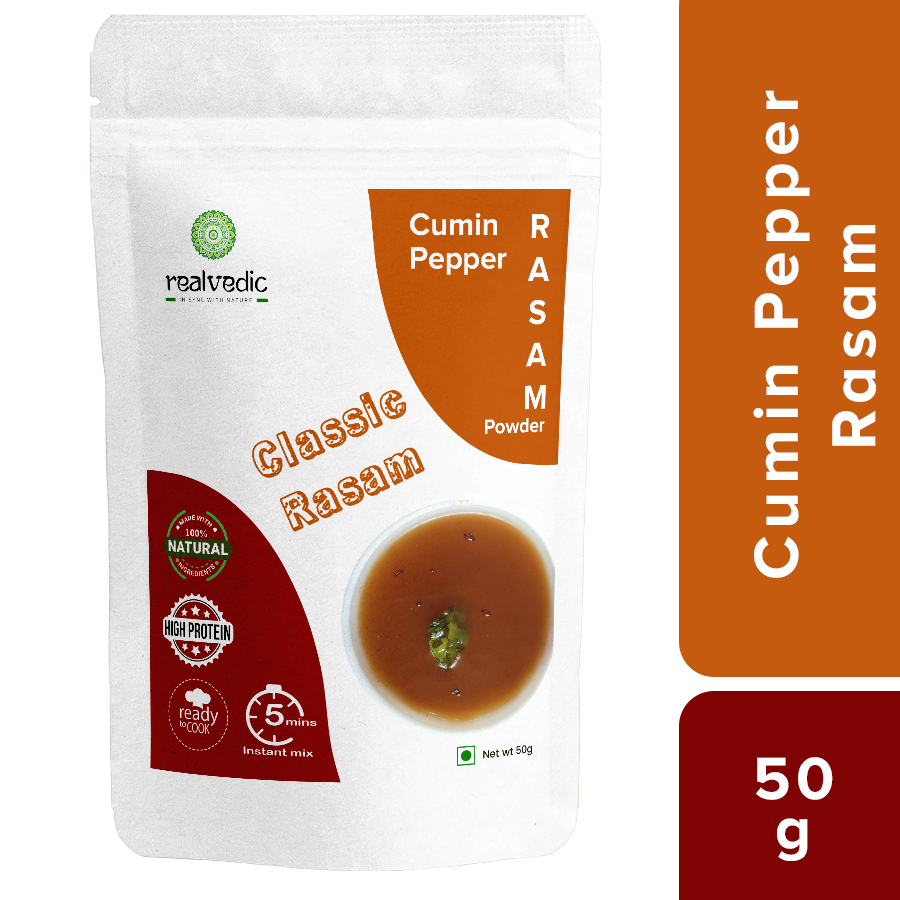 realvedic
IN SYNC WITH NATURE
Cumin
Pepper
RASAM
Powder
Classic
Rasam
MADE WITH
100%
NATURAL
INGREDIENTS
HIGH PROTEIN
ready
to COOK
5 mins
Instant mix
Net wt 50g
Cumin Pepper
Rasam
50
g